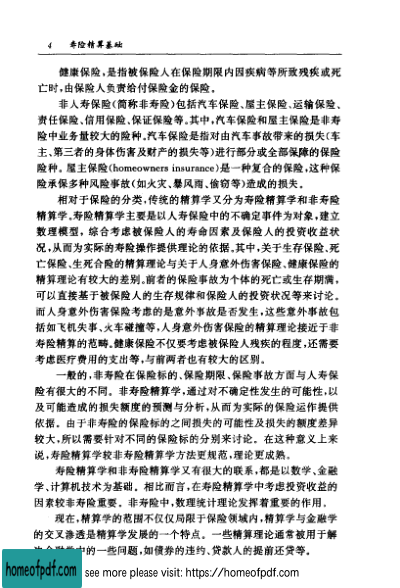 4 寿险精算基础
健康保险,是指被保险人在保险期限内因疾病等所致残疾或死
亡时,由保险人负责给付保险金的保险。
非人寿保险(简称非寿险)包括汽车保险、屋主保险、运输保险、
责任保险、信用保险、保证保险等。其中,汽车保险和屋主保险是非寿
险中业务量较大的险种。汽车保险是指对由汽车事故带来的损失(车
主、第三者的身体伤害及财产的损失等)进行部分或全部保障的保险
险种。屋主保险(homeowners insurance)是一种复合的保险,这种保
险承保多种风险事故(如火灾、暴风雨、偷窃等)造成的损失。
相对于保险的分类,传统的精算学又分为寿险精算学和非寿险
精算学。寿险精算学主要是以人寿保险中的不确定事件为对象,建立
数理模型,综合考虑被保险人的寿命因素及保险人的投资收益状
况,从而为实际的寿险操作提供理论的依据。其中,关于生存保险、死
亡保险、生死合险的精算理论与关于人身意外伤害保险、健康保险的
精算理论有较大的差别。前者的保险事故为个体的死亡或生存期满,
可以直接基于被保险人的生存规律和保险人的投资状况等来讨论。
而人身意外伤害保险考虑的是意外事故是否发生,这些意外事故包
括如飞机失事、火车碰撞等,人身意外伤害保险的精算理论接近于非
寿险精算的范畴。健康保险不仅要考虑被保险人残疾的程度,还需要
考虑医疗费用的支出等,与前两者也有较大的区别。
一般的,非寿险在保险标的、保险期限、保险事故方面与人寿保
险有很大的不同。非寿险精算学,通过对不确定性发生的可能性,以
及可能造成的损失额度的预测与分析,从而为实际的保险运作提供
依据。由于非寿险的保险标的之间损失的可能性及损失的额度差异
较大,所以需要针对不同的保险标的分别来讨论。在这种意义上来
说,寿险精算学较非寿险精算学方法更规范,理论更成熟。
寿险精算学和非寿险精算学又有很大的联系,都是以数学、金融
学、计算机技术为基础。相比而言,在寿险精算学中考虑投资收益的
因素较非寿险重要。非寿险中,数理统计理论发挥着重要的作用。
现在,精算学的范围不仅仅局限于保险领域内,精算学与金融学
的交叉渗透是精算学发展的一个特点。一些精算理论通常被用于解
的一些问题,如债券的违约、贷款人的提前还贷等。
homeofpdf.com
see more please visit: https://homeofpdf.com